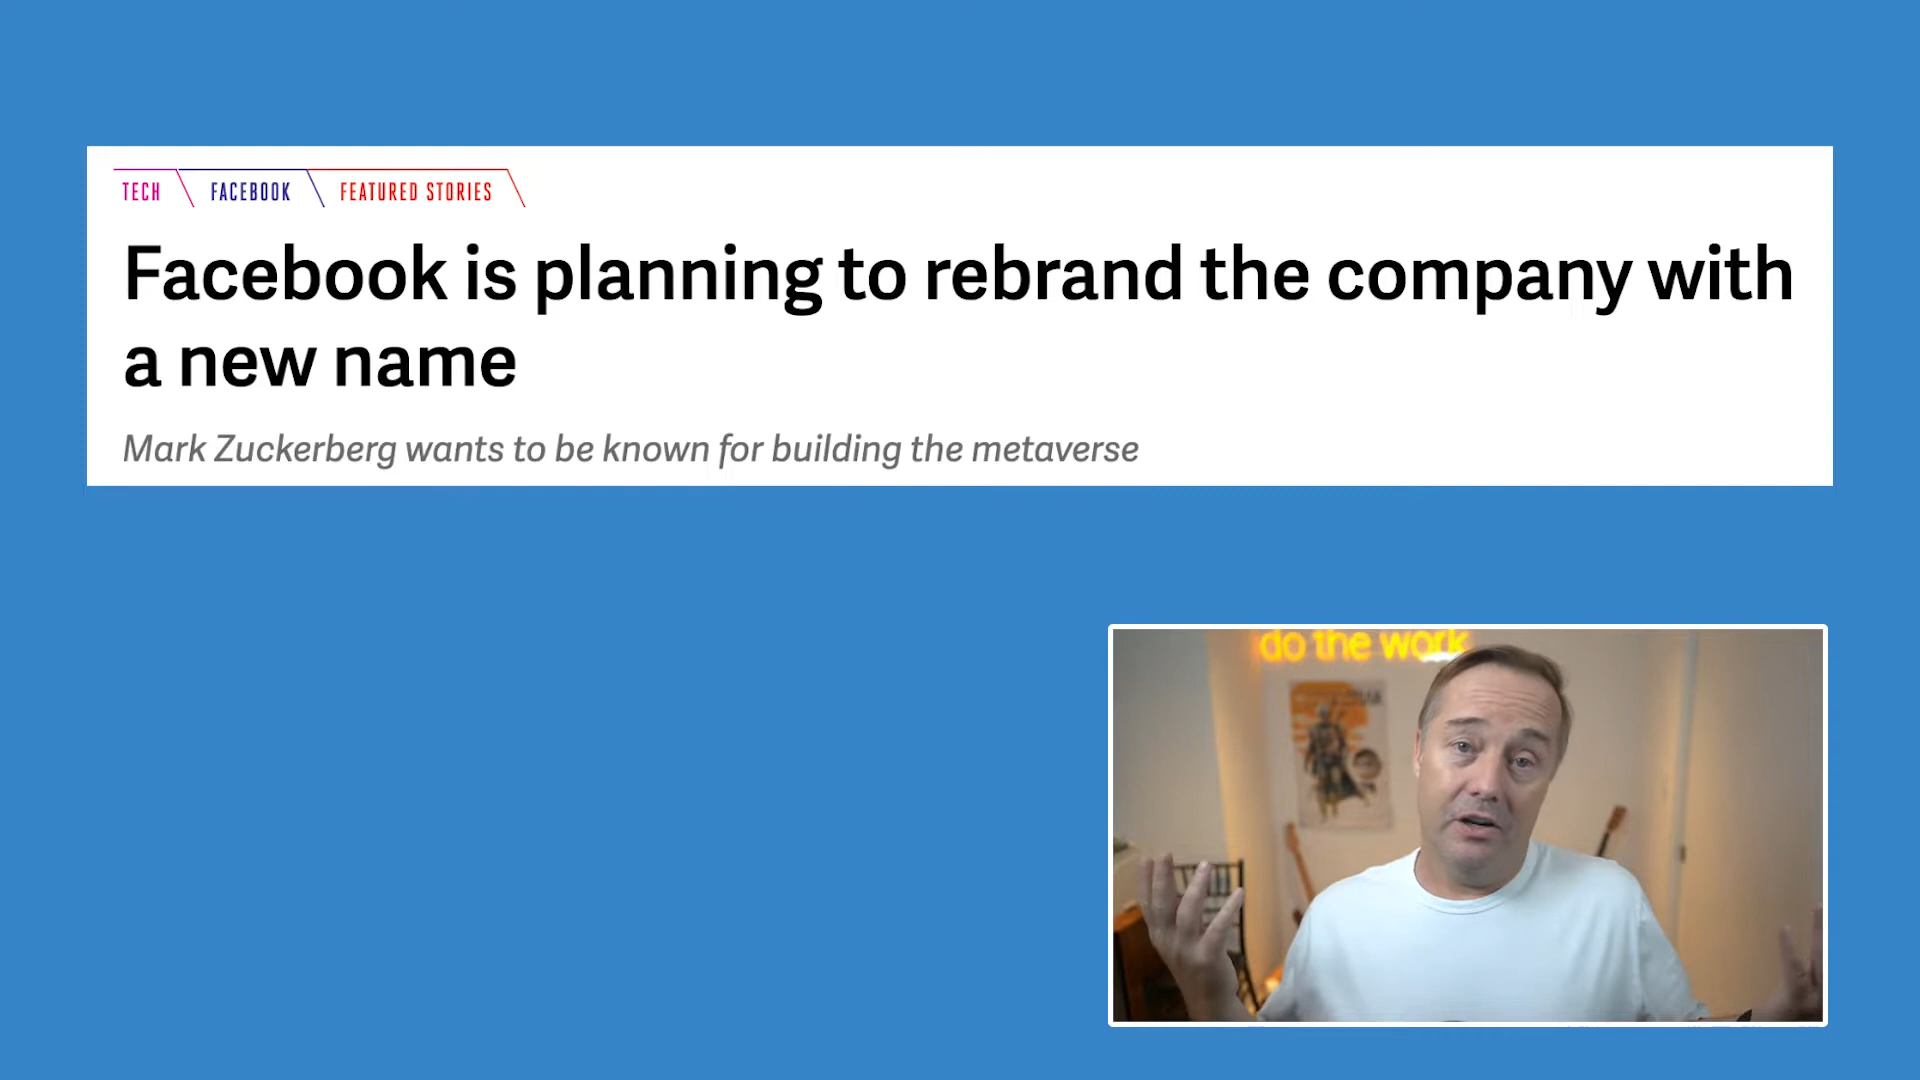 TECH FACEBOOK FEATURED STORIES
Facebook is planning to rebrand the company with
a new name
Mark Zuckerberg wants to be known for building the metaverse
do the work